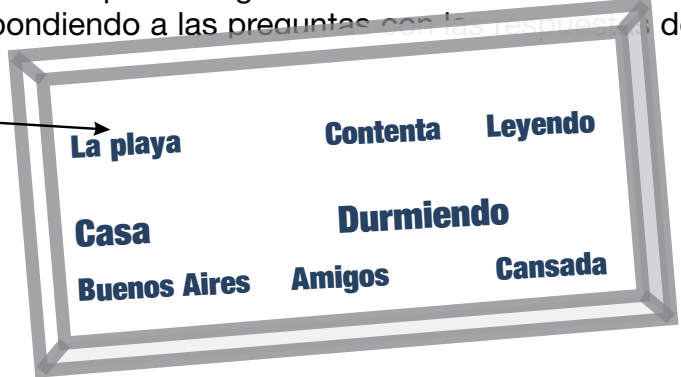 pondiendo a las preguntas con las respuestas de
La playa Contenta Leyendo
Casa Durmiendo
Buenos Aires Amigos Cansada